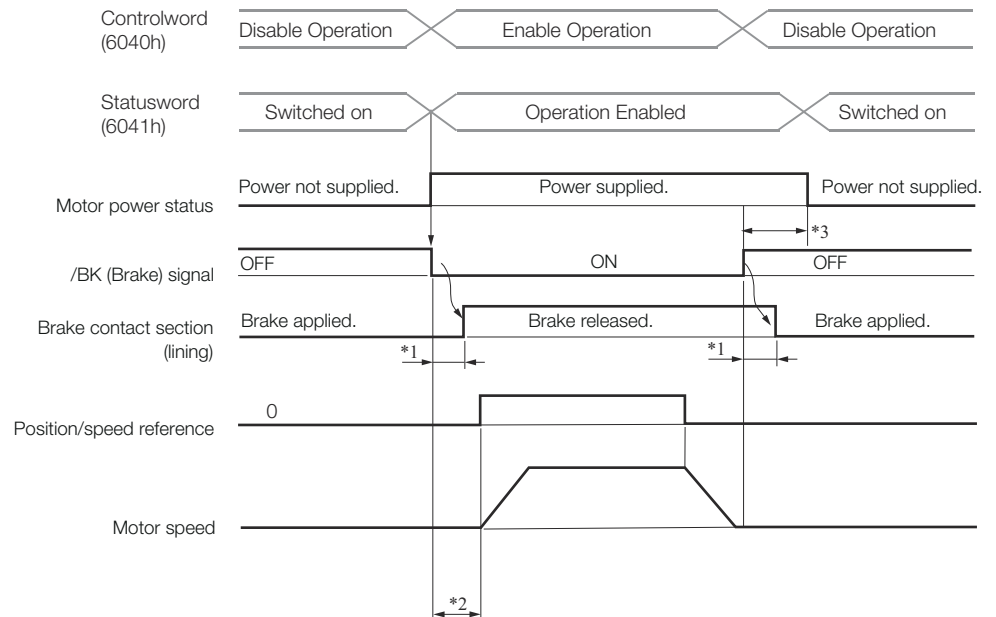 Controlword
(6040h)
Disable Operation
Enable Operation
Disable Operation
Statusword
(6041h)
Switched on
Operation Enabled
Switched on
Motor power status
Power not supplied.
Power supplied.
Power not supplied.
*3
/BK (Brake) signal
OFF
ON
OFF
Brake contact section
(lining)
Brake applied.
Brake released.
Brake applied.
*1
*1
Position/speed reference
0
Motor speed
*2